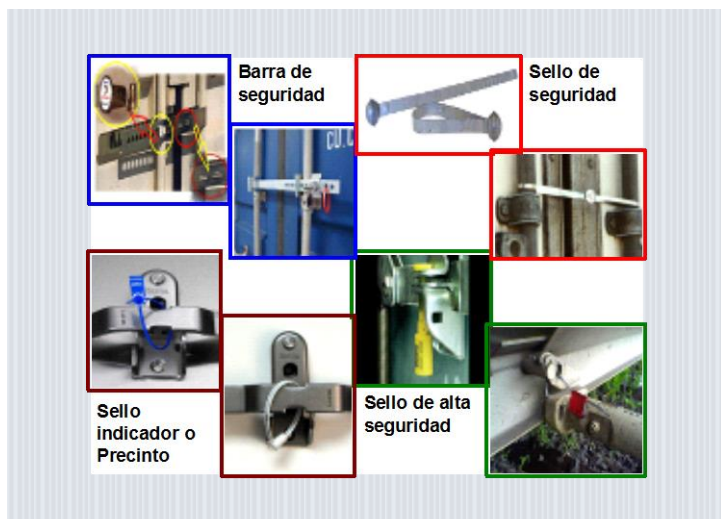 Barra de
seguridad
Sello de
seguridad
Sello
indicador o
Precinto
Sello de alta
seguridad